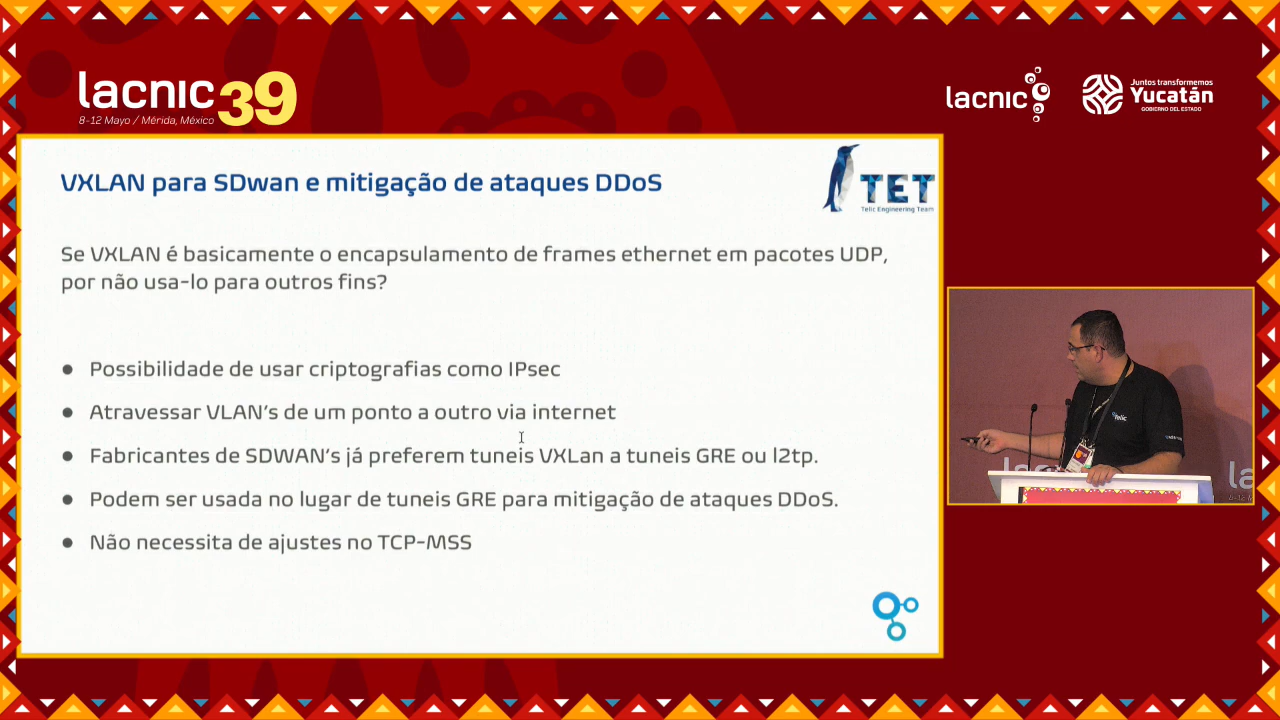 lacnic 39
8-12 Mayo / Mérida, México
lacnic
Juntos transformemos
Yucatán
GOBIERNO DEL ESTADO
VXLAN para SDwan e mitigação de ataques DDoS
TET
Telic Engineering Team
Se VXLAN é basicamente o encapsulamento de frames ethernet em pacotes UDP,
por não usa-lo para outros fins?
● Possibilidade de usar criptografias como IPsec
● Atravessar VLAN's de um ponto a outro via internet
● Fabricantes de SDWAN's já preferem tuneis VXLan a tuneis GRE ou l2tp.
● Podem ser usada no lugar de tuneis GRE para mitigação de ataques DDoS.
● Não necessita de ajustes no TCP-MSS
telic